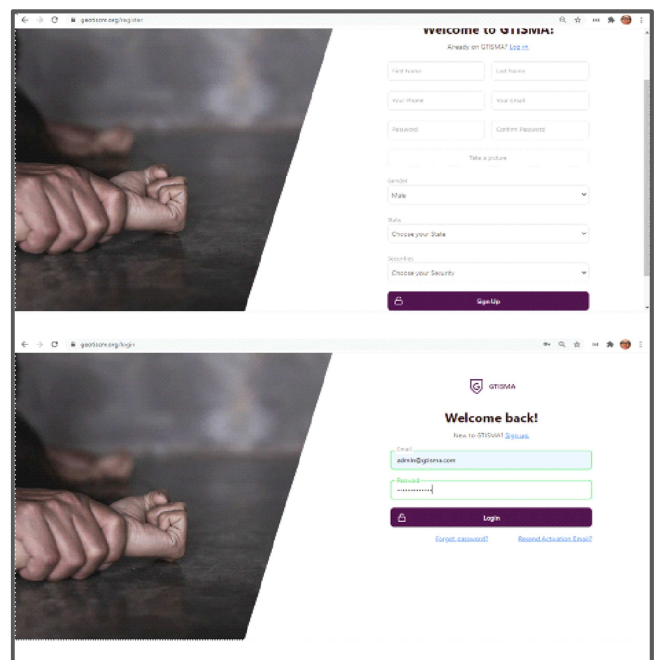 geotiscm.org/register
Welcome to GTISMA!
Already on GTISMA? Log in.
First Name Last Name
Your Phone Your Email
Password Confirm Password
Take a picture
Gender
Male
State
Choose your State
Securities
Choose your Security
Sign Up
geotiscm.org/login
G GTISMA
Welcome back!
New to GTISMA? Sign up.
Email
admin@gtisma.com
Password
Login
Forgot password? Resend Activation Email?